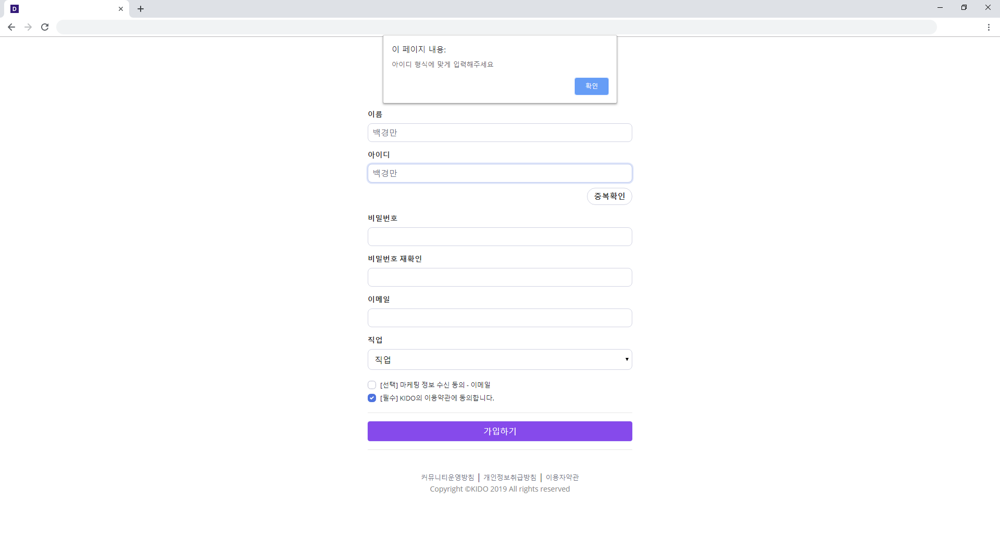 D
이 페이지 내용:
아이디 형식에 맞게 입력해주세요
확인
이름
백경만
아이디
백경만
중복확인
비밀번호
비밀번호 재확인
이메일
직업
직업
[선택] 마케팅 정보 수신 동의 - 이메일
[필수] KIDO의 이용약관에 동의합니다.
가입하기
커뮤니티운영방침 | 개인정보취급방침 | 이용자약관
Copyright ©KIDO 2019 All rights reserved